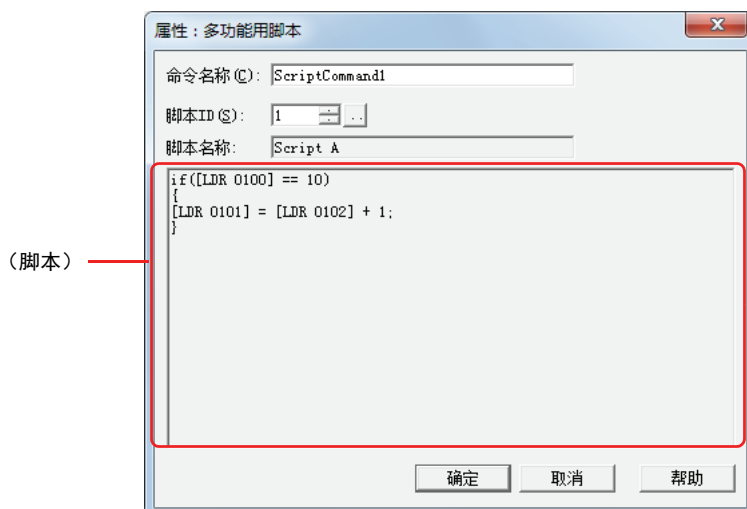 属性：多功能用脚本
命令名称(C): ScriptCommand1
脚本ID(S): 1 ..
脚本名称: Script A
if([LDR 0100] == 10)
{
[LDR 0101] = [LDR 0102] + 1;
}
（脚本）
确定 取消 帮助